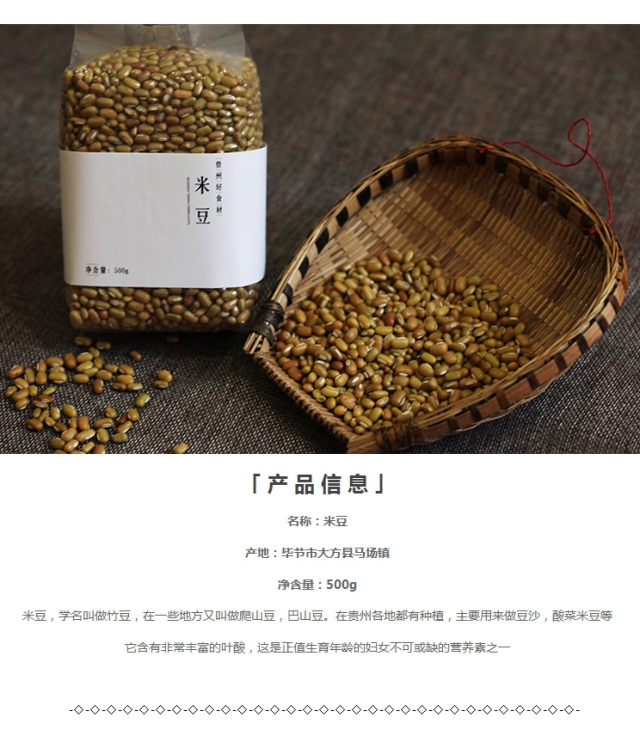 贵州好食材
米豆
净含量：500g
「产品信息」
名称：米豆
产地：毕节市大方县马场镇
净含量：500g
米豆，学名叫做竹豆，在一些地方又叫做爬山豆，巴山豆。在贵州各地都有种植，主要用来做豆沙，酸菜米豆等
它含有非常丰富的叶酸，这是正值生育年龄的妇女不可或缺的营养素之一